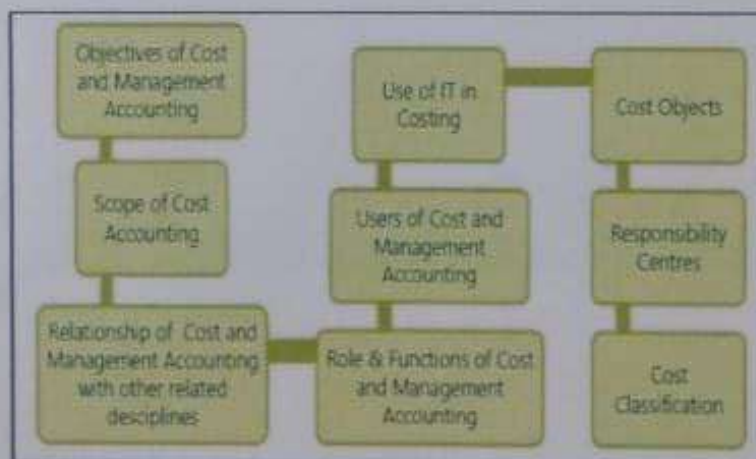 Objectives of Cost
and Management
Accounting
Scope of Cost
Accounting
Relationship of Cost and
Management Accounting
with other related
desciplines
Role & Functions of Cost
and Management
Accounting
Users of Cost and
Management
Accounting
Use of IT in
Costing
Cost Objects
Responsibility
Centres
Cost
Classification